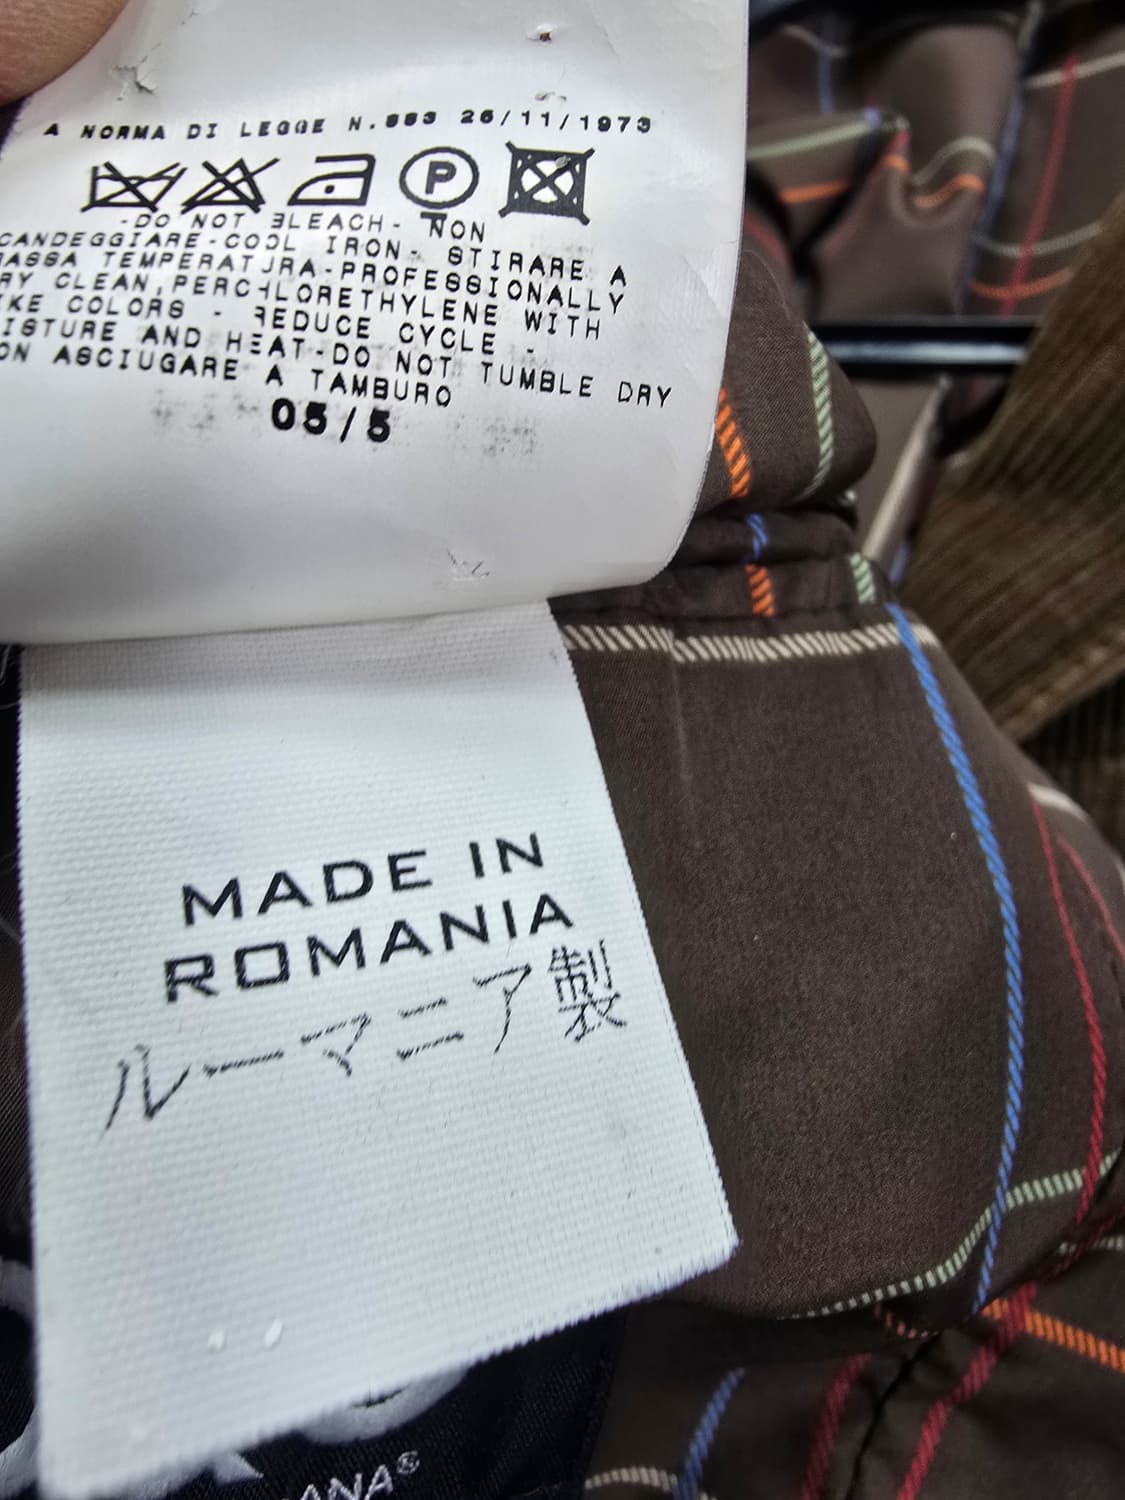 A NORMA DI LEGGE N.883 26/11/1973
P
-DO NOT BLEACH- NON
CANDEGGIARE-COOL IRON- STIRARE A
BASSA TEMPERATURA-PROFESSIONALLY
DRY CLEAN,PERCHLORETHYLENE WITH
LIKE COLORS - REDUCE CYCLE -
MOISTURE AND HEAT-DO NOT TUMBLE DRY
NON ASCIUGARE A TAMBURO
05/5
MADE IN
ROMANIA
ルーマニア製
ANA®